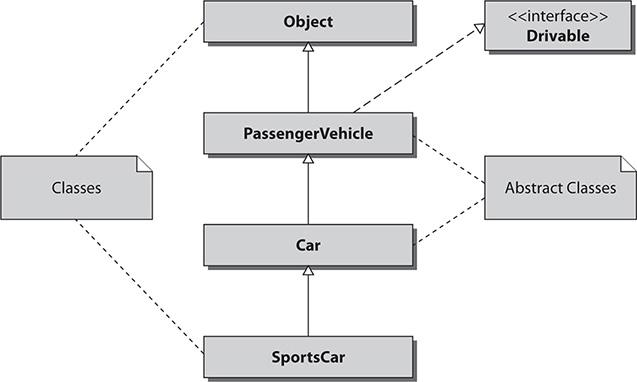 Object
<<interface>>
Drivable
PassengerVehicle
Classes
Abstract Classes
Car
SportsCar